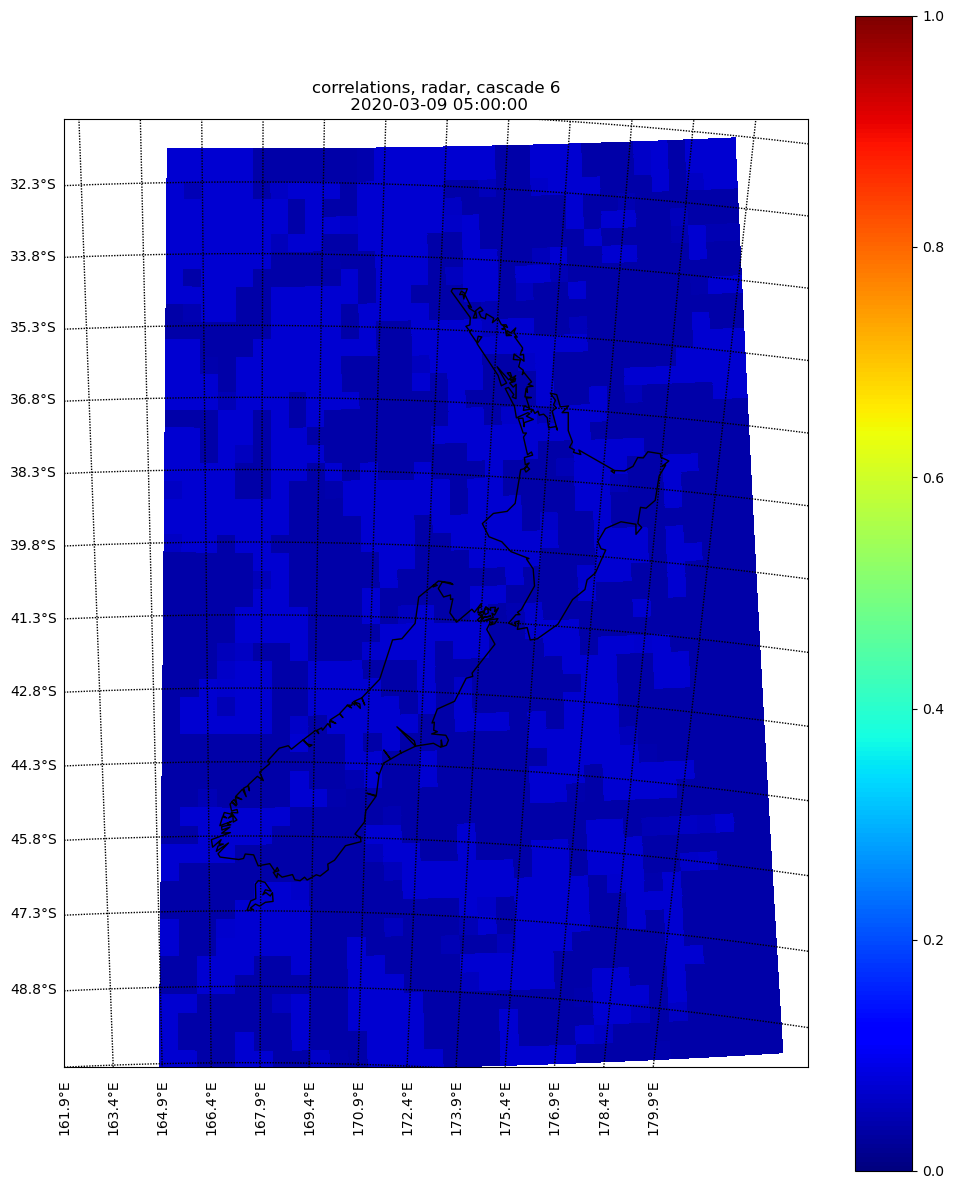 correlations, radar, cascade 6
2020-03-09 05:00:00
1.0
0.8
0.6
0.4
0.2
0.0
32.3°S
33.8°S
35.3°S
36.8°S
38.3°S
39.8°S
41.3°S
42.8°S
44.3°S
45.8°S
47.3°S
48.8°S
161.9°E
163.4°E
164.9°E
166.4°E
167.9°E
169.4°E
170.9°E
172.4°E
173.9°E
175.4°E
176.9°E
178.4°E
179.9°E